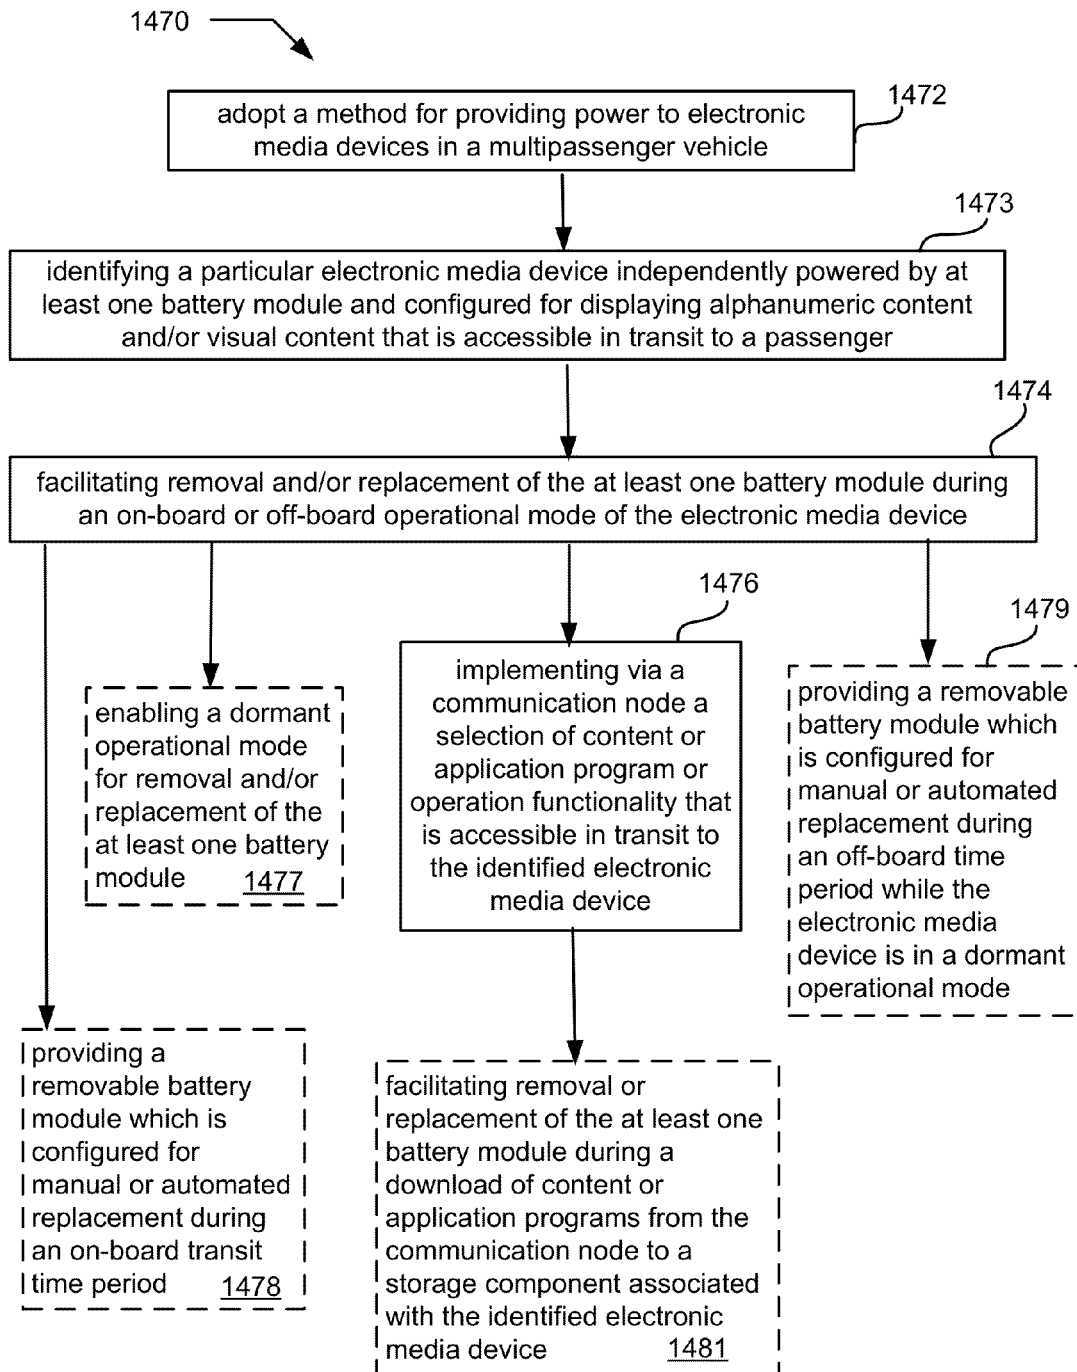 1470
1472
adopt a method for providing power to electronic
media devices in a multipassenger vehicle
1473
identifying a particular electronic media device independently powered by at
least one battery module and configured for displaying alphanumeric content
and/or visual content that is accessible in transit to a passenger
1474
facilitating removal and/or replacement of the at least one battery module during
an on-board or off-board operational mode of the electronic media device
1476
1479
enabling a dormant
operational mode
for removal and/or
replacement of the
at least one battery
module 1477
implementing via a
communication node a
selection of content or
application program or
operation functionality that
is accessible in transit to
the identified electronic
media device
providing a removable
battery module which
is configured for
manual or automated
replacement during
an off-board time
period while the
electronic media
device is in a dormant
operational mode
providing a
removable battery
module which is
configured for
manual or automated
replacement during
an on-board transit
time period 1478
facilitating removal or
replacement of the at least one
battery module during a
download of content or
application programs from the
communication node to a
storage component associated
with the identified electronic
media device 1481